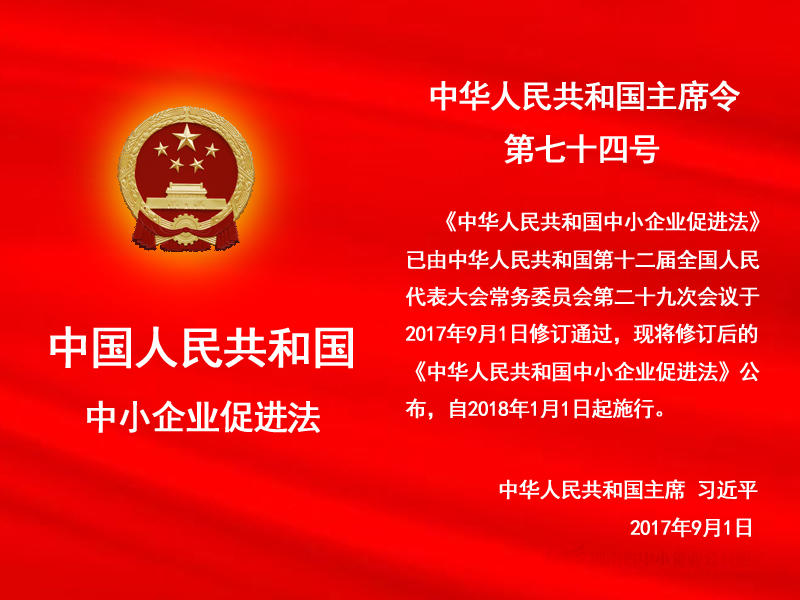 中国人民共和国
中小企业促进法
中华人民共和国主席令
第七十四号
《中华人民共和国中小企业促进法》
已由中华人民共和国第十二届全国人民
代表大会常务委员会第二十九次会议于
2017年9月1日修订通过，现将修订后的
《中华人民共和国中小企业促进法》公
布，自2018年1月1日起施行。
中华人民共和国主席 习近平
2017年9月1日